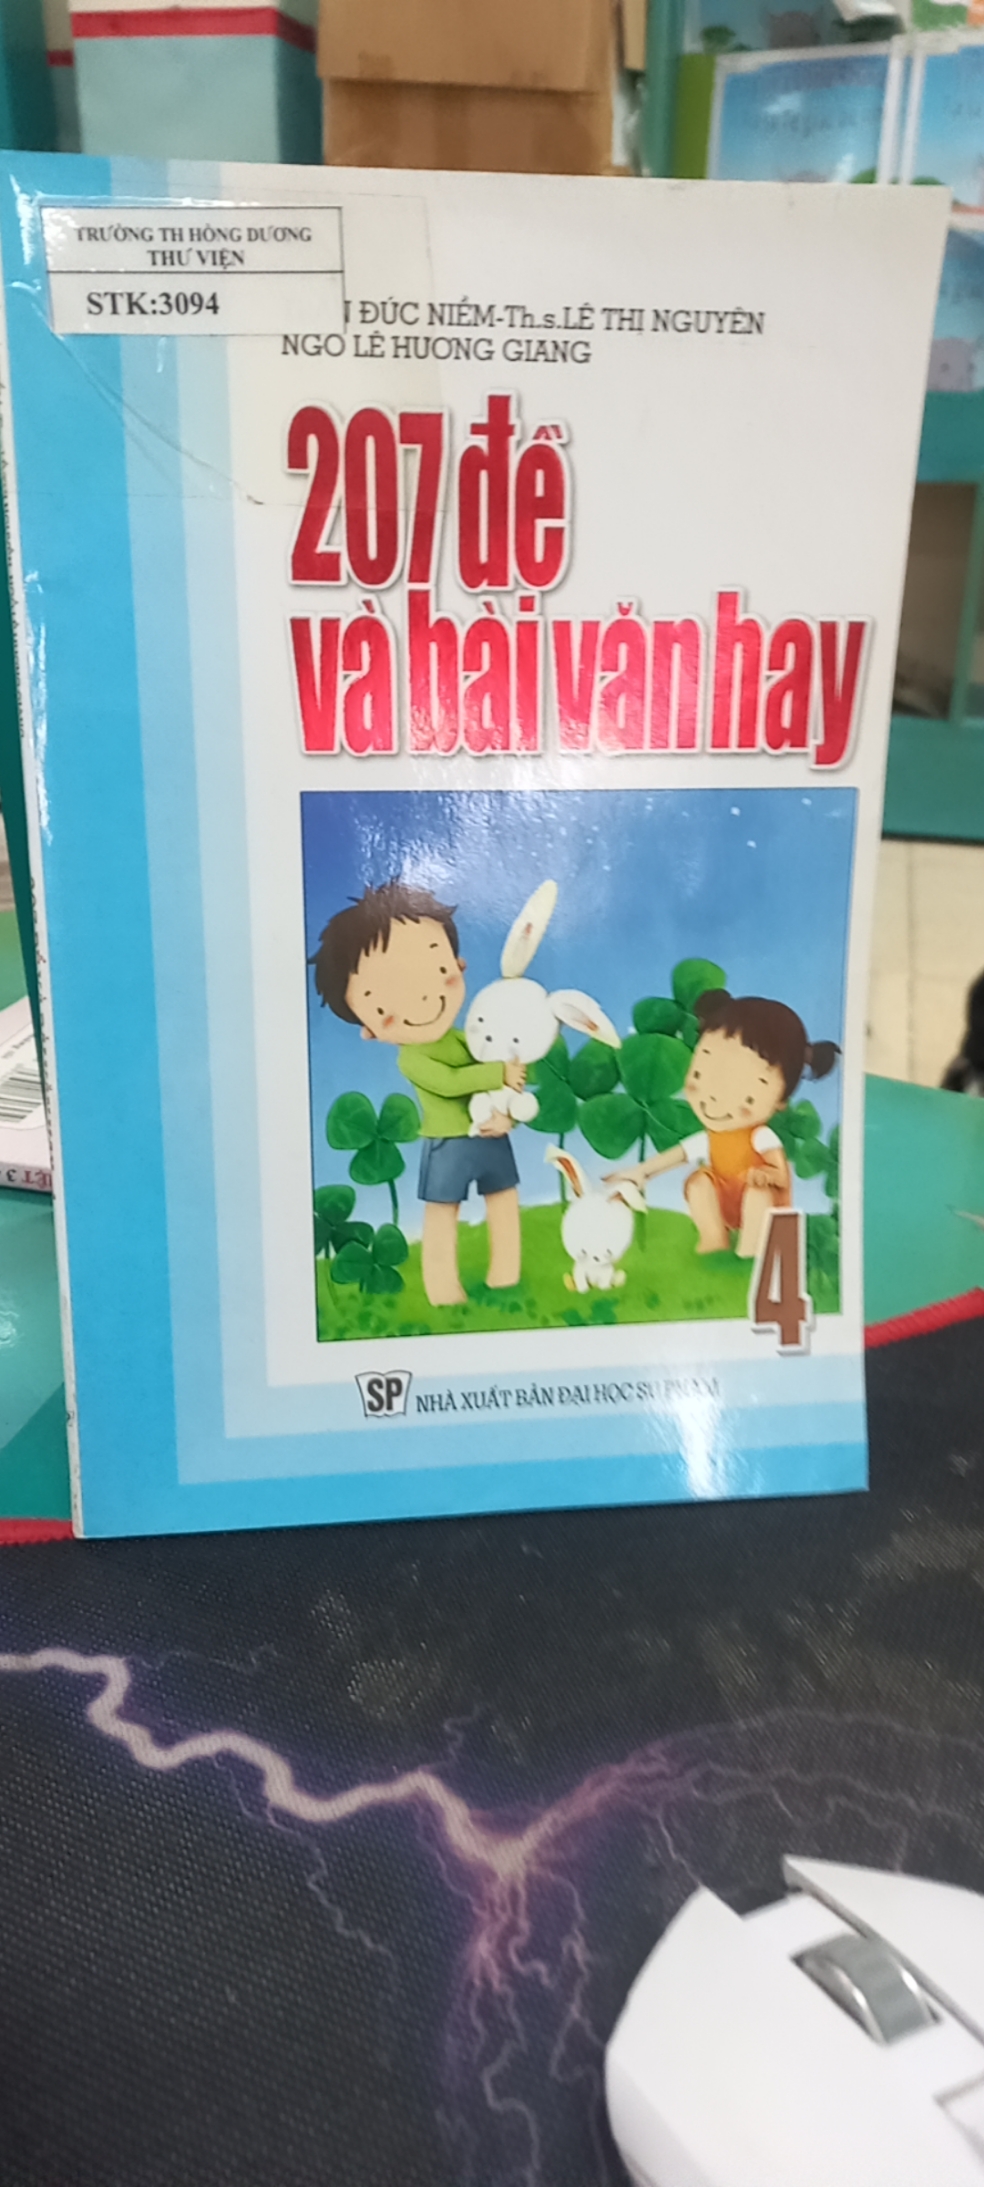 TRƯỜNG TH HỒNG DƯƠNG
THƯ VIỆN
STK:3094
ĐỨC NIỀM-Th.s.LÊ THỊ NGUYÊN
NGÔ LÊ HƯƠNG GIANG
207 đề
và bài văn hay
4
SP NHÀ XUẤT BẢN ĐẠI HỌC SƯ PHẠM